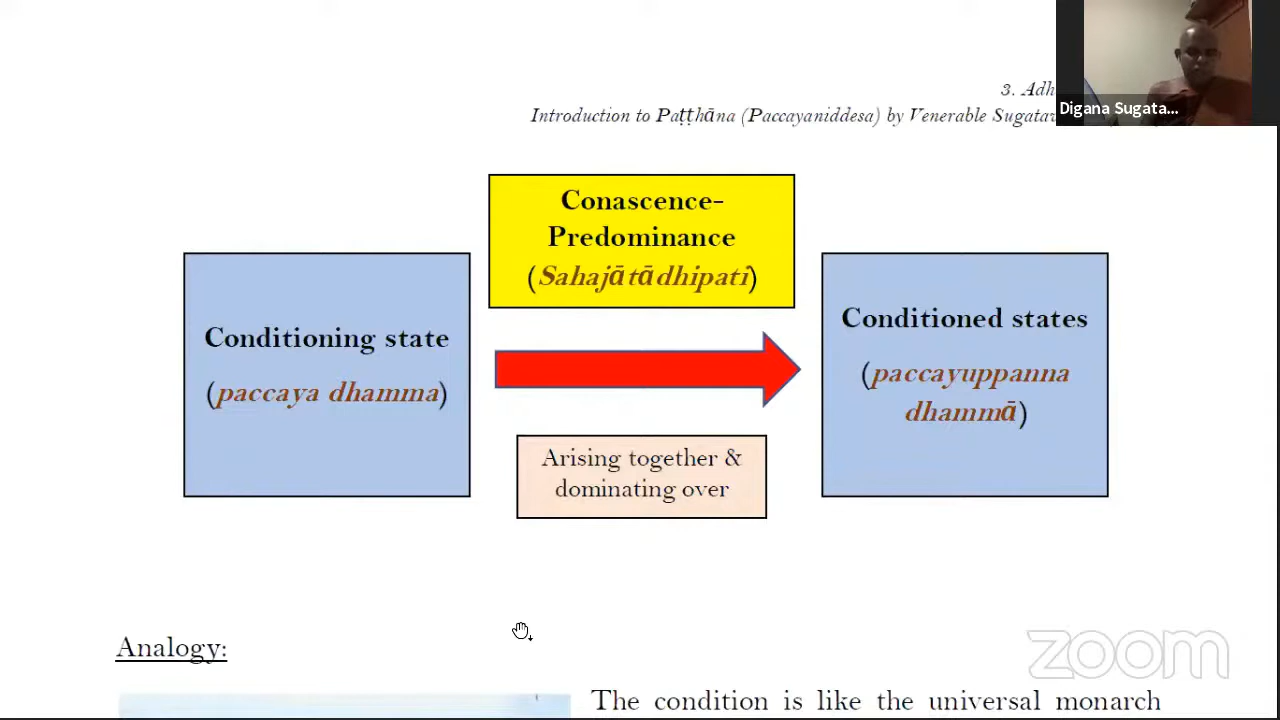 3. Adh
Introduction to Paṭṭhāna (Paccayaniddesa) by Venerable
Digana Sugata...
Conascence-
Predominance
(Sahajātādhipati)
Conditioning state
(paccaya dhamma)
Conditioned states
(paccayuppanna
dhammā)
Arising together &
dominating over
Analogy:
The condition is like the universal monarch
zoom